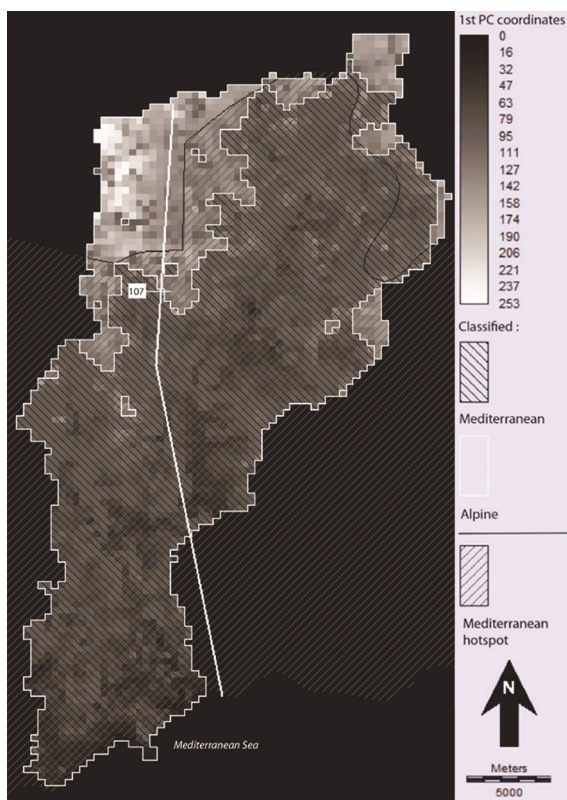 1st PC coordinates
0
16
32
47
63
79
95
111
127
142
158
174
190
206
221
237
253
Classified :
Mediterranean
Alpine
Mediterranean
hotspot
N
Meters
5000
107
Mediterranean Sea